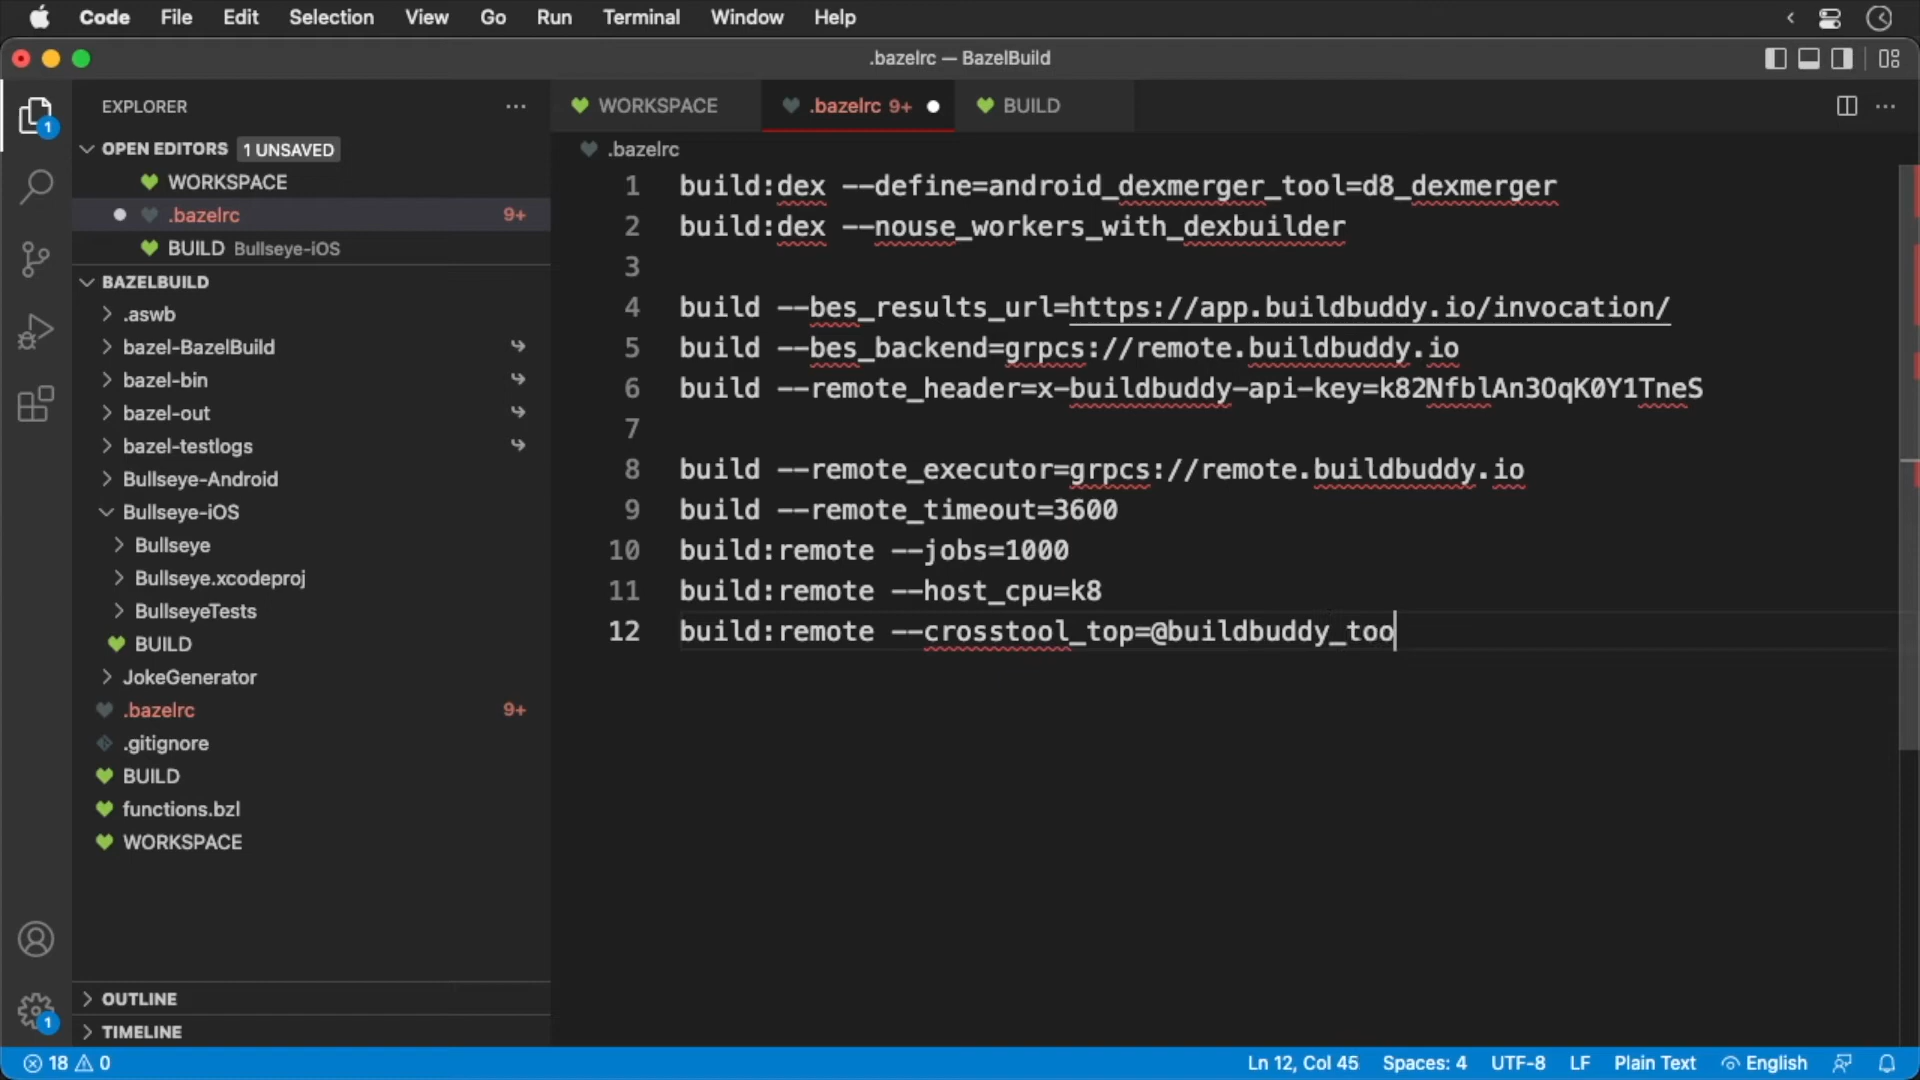 Code File Edit Selection View Go Run Terminal Window Help
.bazelrc — BazelBuild
EXPLORER
OPEN EDITORS 1 UNSAVED
WORKSPACE
.bazelrc 9+
BUILD Bullseye-iOS
BAZELBUILD
.aswb
bazel-BazelBuild
bazel-bin
bazel-out
bazel-testlogs
Bullseye-Android
Bullseye-iOS
Bullseye
Bullseye.xcodeproj
BullseyeTests
BUILD
JokeGenerator
.bazelrc 9+
.gitignore
BUILD
functions.bzl
WORKSPACE
OUTLINE
TIMELINE
1
1
WORKSPACE .bazelrc 9+ BUILD
.bazelrc
1 build:dex --define=android_dexmerger_tool=d8_dexmerger
2 build:dex --nouse_workers_with_dexbuilder
3
4 build --bes_results_url=https://app.buildbuddy.io/invocation/
5 build --bes_backend=grpcs://remote.buildbuddy.io
6 build --remote_header=x-buildbuddy-api-key=k82NfblAn3OqK0Y1TneS
7
8 build --remote_executor=grpcs://remote.buildbuddy.io
9 build --remote_timeout=3600
10 build:remote --jobs=1000
11 build:remote --host_cpu=k8
12 build:remote --crosstool_top=@buildbuddy_too
18 0 Ln 12, Col 45 Spaces: 4 UTF-8 LF Plain Text English